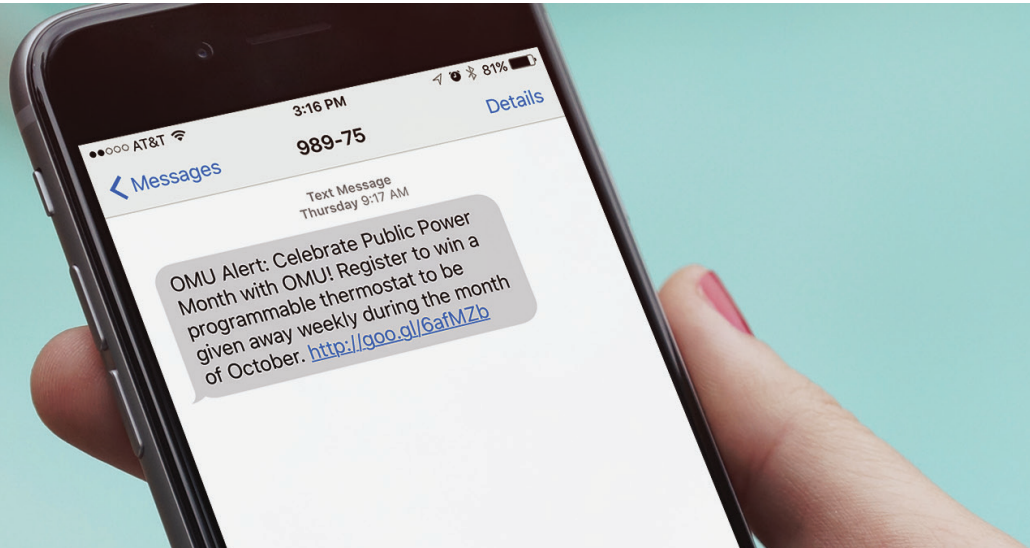 ●●○○○ AT&T 3:16 PM 81%
Messages 989-75 Details
Text Message
Thursday 9:17 AM
OMU Alert: Celebrate Public Power
Month with OMU! Register to win a
programmable thermostat to be
given away weekly during the month
of October. http://goo.gl/6afMZb